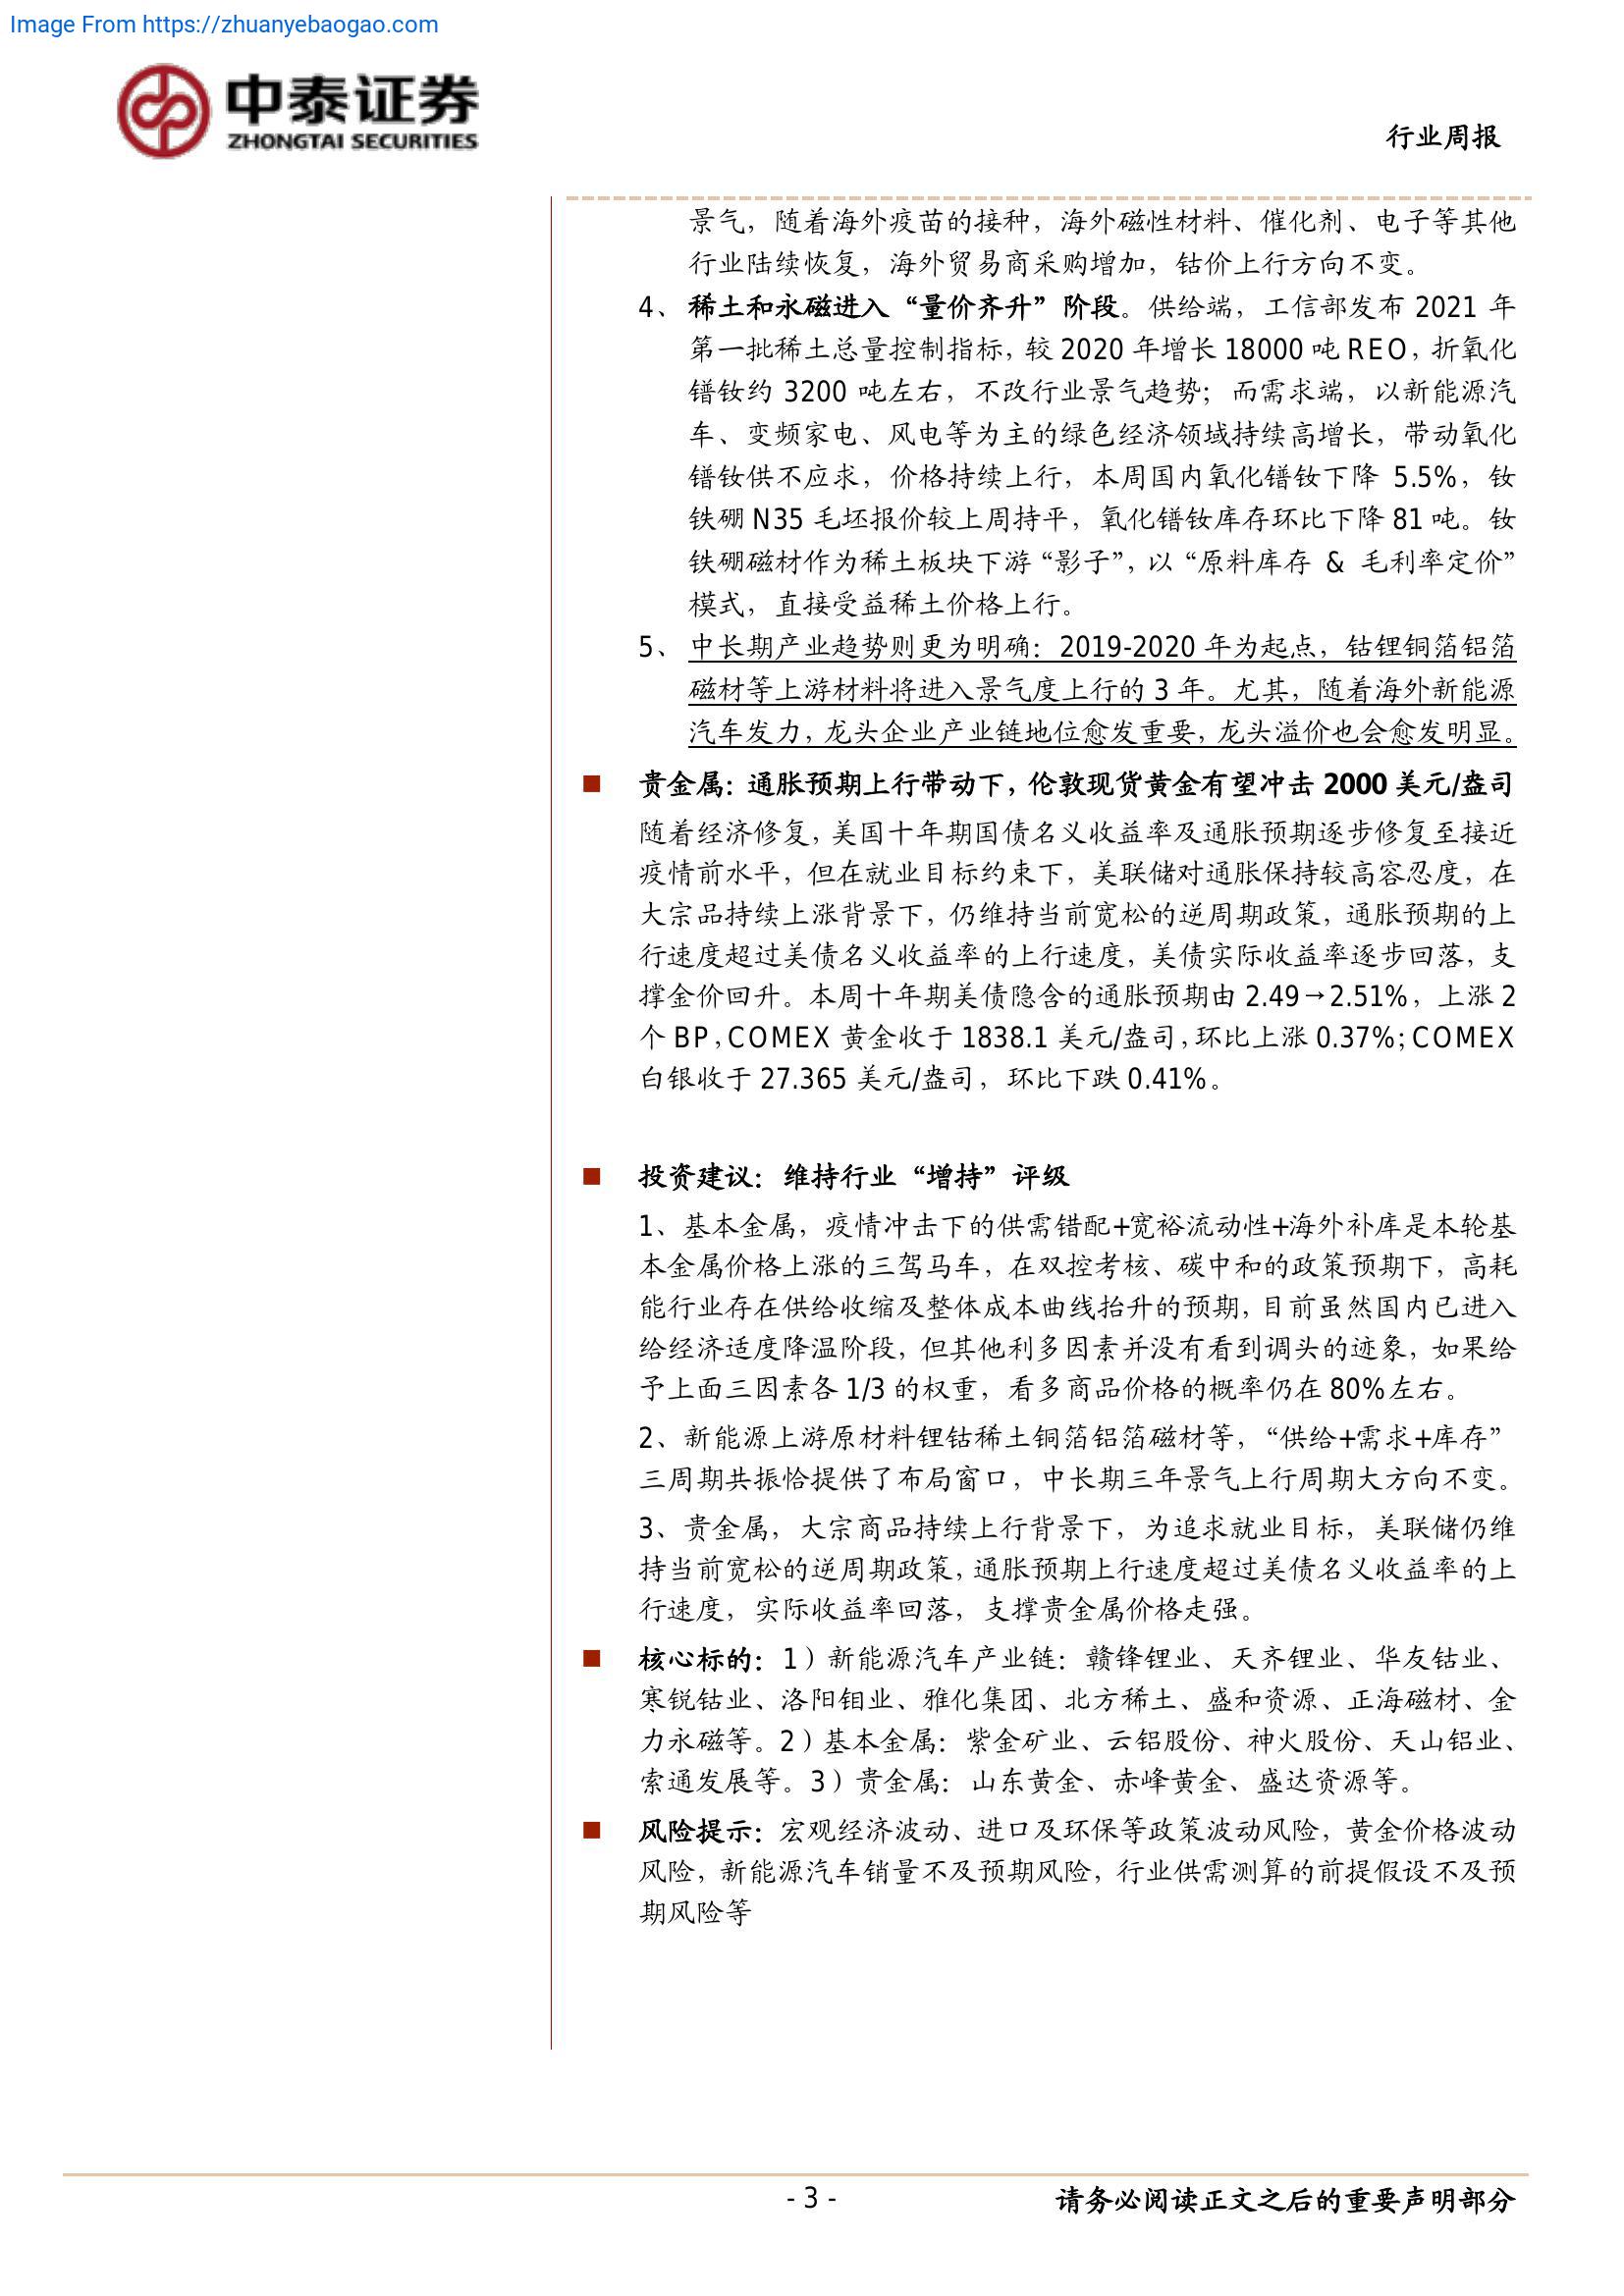 Image From https://zhuanyebaogao.com
中泰证券
ZHONGTAI SECURITIES
行业周报
景气，随着海外疫苗的接种，海外磁性材料、催化剂、电子等其他
行业陆续恢复，海外贸易商采购增加，钴价上行方向不变。
4、稀土和永磁进入“量价齐升”阶段。供给端，工信部发布 2021 年
第一批稀土总量控制指标，较 2020 年增长 18000 吨 REO，折氧化
镨钕约 3200 吨左右，不改行业景气趋势；而需求端，以新能源汽
车、变频家电、风电等为主的绿色经济领域持续高增长，带动氧化
镨钕供不应求，价格持续上行，本周国内氧化镨钕下降 5.5%，钕
铁硼 N35 毛坯报价较上周持平，氧化镨钕库存环比下降 81 吨。钕
铁硼磁材作为稀土板块下游“影子”，以“原料库存 & 毛利率定价”
模式，直接受益稀土价格上行。
5、中长期产业趋势则更为明确：2019-2020 年为起点，钴锂铜箔铝箔
磁材等上游材料将进入景气度上行的 3 年。尤其，随着海外新能源
汽车发力，龙头企业产业链地位愈发重要，龙头溢价也会愈发明显。
■ 贵金属：通胀预期上行带动下，伦敦现货黄金有望冲击 2000 美元/盎司
随着经济修复，美国十年期国债名义收益率及通胀预期逐步修复至接近
疫情前水平，但在就业目标约束下，美联储对通胀保持较高容忍度，在
大宗品持续上涨背景下，仍维持当前宽松的逆周期政策，通胀预期的上
行速度超过美债名义收益率的上行速度，美债实际收益率逐步回落，支
撑金价回升。本周十年期美债隐含的通胀预期由 2.49→2.51%，上涨 2
个 BP，COMEX 黄金收于 1838.1 美元/盎司，环比上涨 0.37%；COMEX
白银收于 27.365 美元/盎司，环比下跌 0.41%。
■ 投资建议：维持行业“增持”评级
1、基本金属，疫情冲击下的供需错配+宽裕流动性+海外补库是本轮基
本金属价格上涨的三驾马车，在双控考核、碳中和的政策预期下，高耗
能行业存在供给收缩及整体成本曲线抬升的预期，目前虽然国内已进入
给经济适度降温阶段，但其他利多因素并没有看到调头的迹象，如果给
予上面三因素各 1/3 的权重，看多商品价格的概率仍在 80%左右。
2、新能源上游原材料锂钴稀土铜箔铝箔磁材等，“供给+需求+库存”
三周期共振恰提供了布局窗口，中长期三年景气上行周期大方向不变。
3、贵金属，大宗商品持续上行背景下，为追求就业目标，美联储仍维
持当前宽松的逆周期政策，通胀预期上行速度超过美债名义收益率的上
行速度，实际收益率回落，支撑贵金属价格走强。
■ 核心标的：1）新能源汽车产业链：赣锋锂业、天齐锂业、华友钴业、
寒锐钴业、洛阳钼业、雅化集团、北方稀土、盛和资源、正海磁材、金
力永磁等。2）基本金属：紫金矿业、云铝股份、神火股份、天山铝业、
索通发展等。3）贵金属：山东黄金、赤峰黄金、盛达资源等。
■ 风险提示：宏观经济波动、进口及环保等政策波动风险，黄金价格波动
风险，新能源汽车销量不及预期风险，行业供需测算的前提假设不及预
期风险等
- 3 -
请务必阅读正文之后的重要声明部分